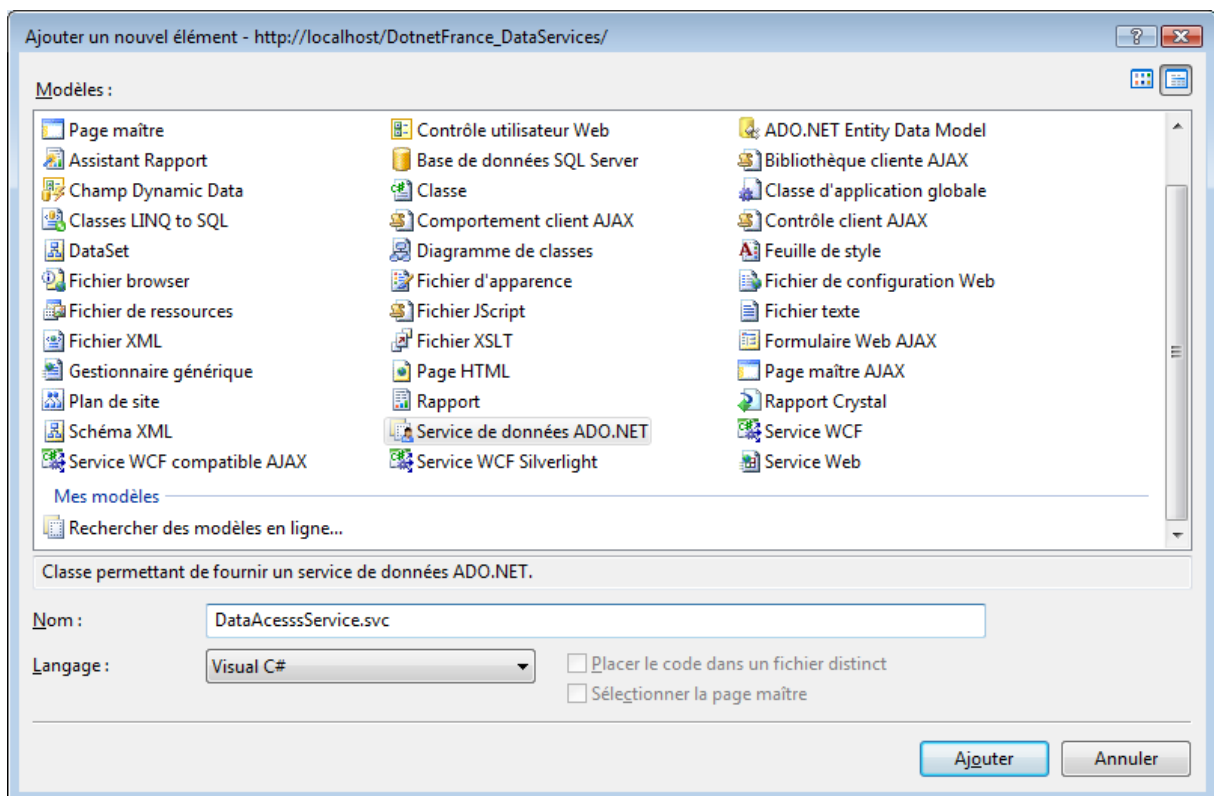 Ajouter un nouvel élément - http://localhost/DotnetFrance_DataServices/
Modèles :
Page maître Contrôle utilisateur Web ADO.NET Entity Data Model
Assistant Rapport Base de données SQL Server Bibliothèque cliente AJAX
Champ Dynamic Data Classe Classe d'application globale
Classes LINQ to SQL Comportement client AJAX Contrôle client AJAX
DataSet Diagramme de classes Feuille de style
Fichier browser Fichier d'apparence Fichier de configuration Web
Fichier de ressources Fichier JScript Fichier texte
Fichier XML Fichier XSLT Formulaire Web AJAX
Gestionnaire générique Page HTML Page maître AJAX
Plan de site Rapport Rapport Crystal
Schéma XML Service de données ADO.NET Service WCF
Service WCF compatible AJAX Service WCF Silverlight Service Web
Mes modèles
Rechercher des modèles en ligne...
Classe permettant de fournir un service de données ADO.NET.
Nom : DataAcesssService.svc
Langage : Visual C# Placer le code dans un fichier distinct
Sélectionner la page maître
Ajouter Annuler